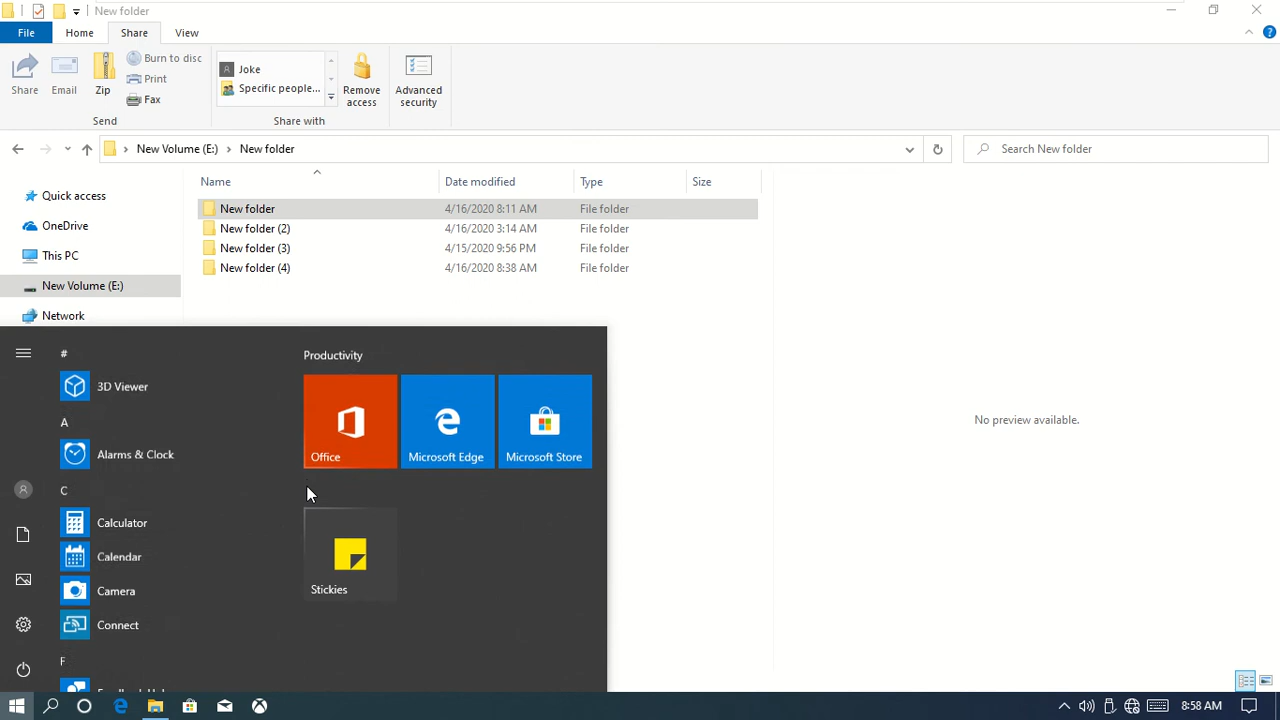 New folder
File Home Share View
Share Email Zip Burn to disc Print Fax
Send
Joke
Specific people...
Share with
Remove access
Advanced security
New Volume (E:) New folder
Search New folder
Name Date modified Type Size
Quick access
OneDrive
This PC
New Volume (E:)
Network
New folder 4/16/2020 8:11 AM File folder
New folder (2) 4/16/2020 3:14 AM File folder
New folder (3) 4/15/2020 9:56 PM File folder
New folder (4) 4/16/2020 8:38 AM File folder
No preview available.
#
3D Viewer
A
Alarms & Clock
C
Calculator
Calendar
Camera
Connect
F
Productivity
Office Microsoft Edge Microsoft Store
Stickies
8:58 AM